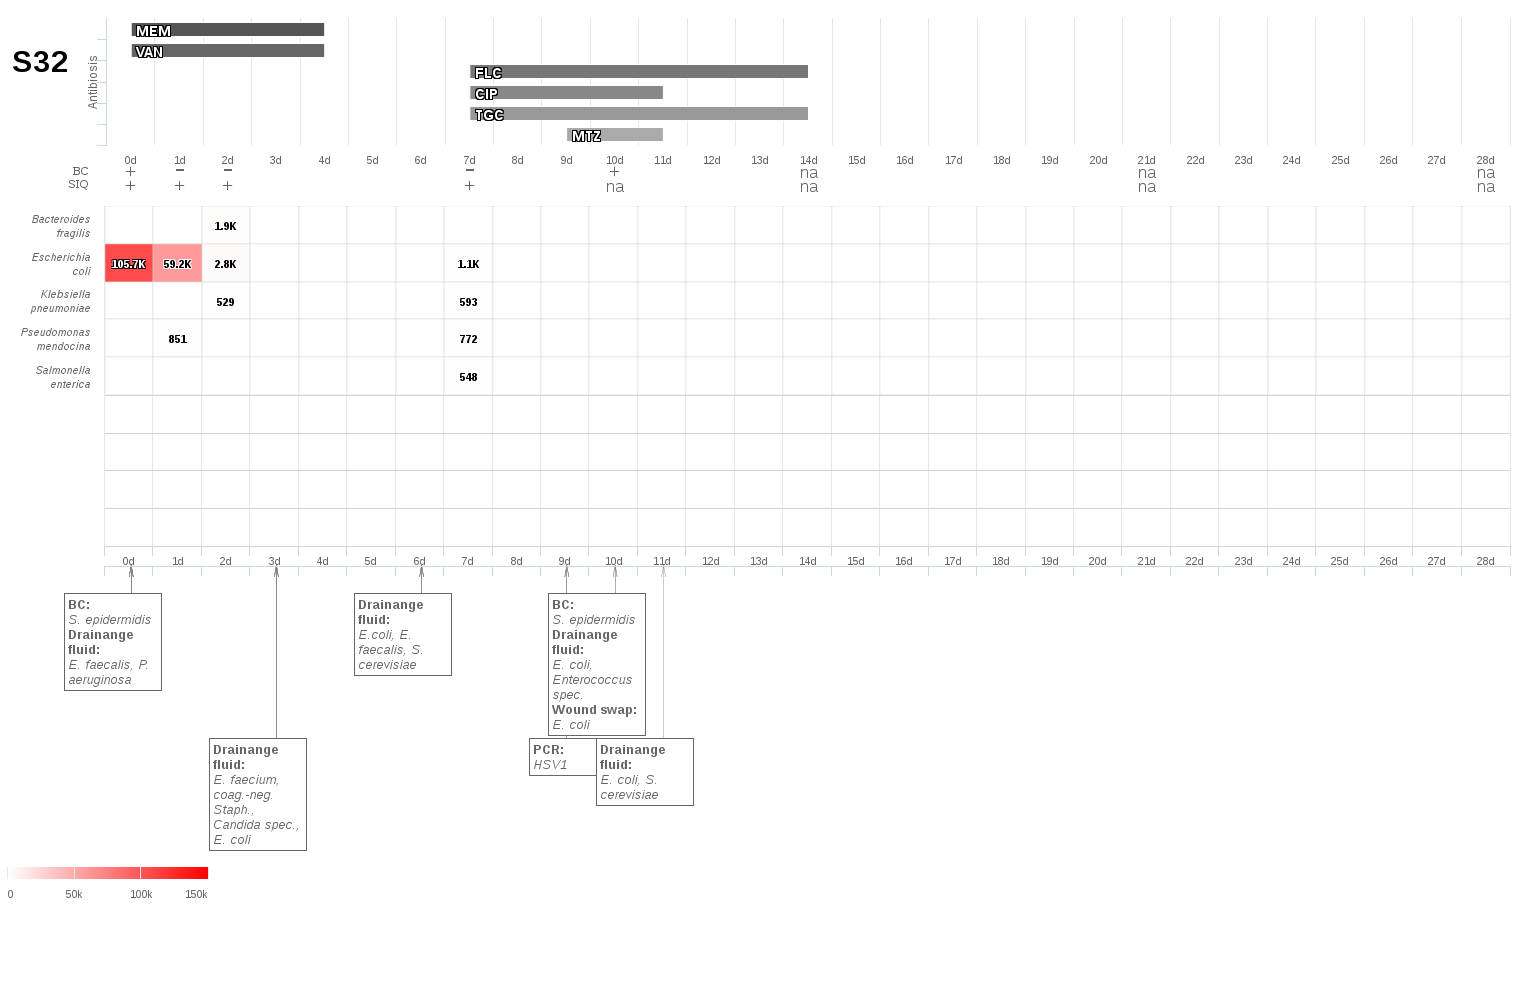 S32
Antibiosis
MEM
VAN
FLC
CIP
TGC
MTZ
0d 1d 2d 3d 4d 5d 6d 7d 8d 9d 10d 11d 12d 13d 14d 15d 16d 17d 18d 19d 20d 21d 22d 23d 24d 25d 26d 27d 28d
BC + − − − + na na na
SIQ + + + + na na na na
Bacteroides
fragilis
1.9K
Escherichia
coli
105.7K 59.2K 2.8K 1.1K
Klebsiella
pneumoniae
529 593
Pseudomonas
mendocina
851 772
Salmonella
enterica
548
0d 1d 2d 3d 4d 5d 6d 7d 8d 9d 10d 11d 12d 13d 14d 15d 16d 17d 18d 19d 20d 21d 22d 23d 24d 25d 26d 27d 28d
BC:
S. epidermidis
Drainange
fluid:
E. faecalis, P.
aeruginosa
Drainange
fluid:
E. faecium,
coag.-neg.
Staph.,
Candida spec.,
E. coli
Drainange
fluid:
E.coli, E.
faecalis, S.
cerevisiae
BC:
S. epidermidis
Drainange
fluid:
E. coli,
Enterococcus
spec.
Wound swap:
E. coli
PCR:
HSV1
Drainange
fluid:
E. coli, S.
cerevisiae
0 50k 100k 150k